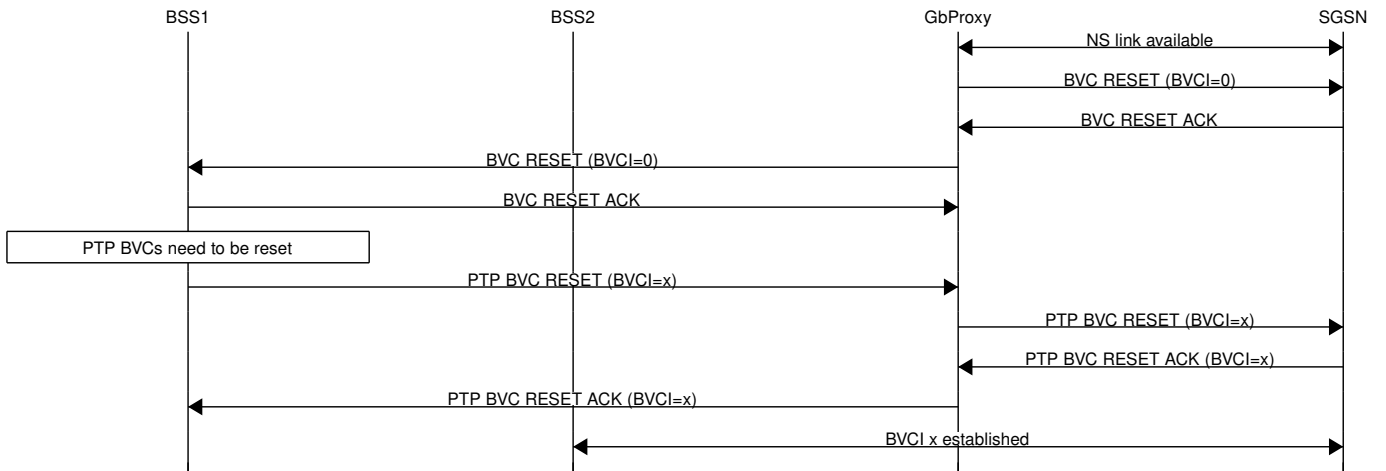 BSS1 BSS2 GbProxy SGSN
NS link available
BVC RESET (BVCI=0)
BVC RESET ACK
BVC RESET (BVCI=0)
BVC RESET ACK
PTP BVCs need to be reset
PTP BVC RESET (BVCI=x)
PTP BVC RESET (BVCI=x)
PTP BVC RESET ACK (BVCI=x)
PTP BVC RESET ACK (BVCI=x)
BVCI x established